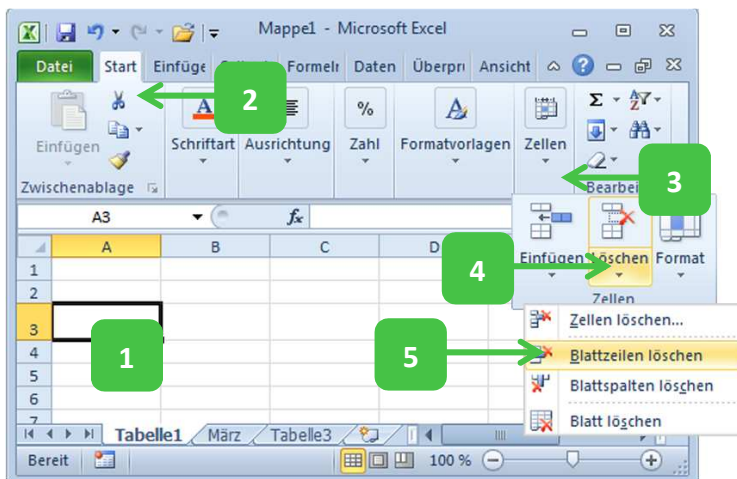 Mappe1 - Microsoft Excel
Datei Start Einfüge Formeln Daten Überprü Ansicht
2
Einfügen Schriftart Ausrichtung Zahl Formatvorlagen Zellen
Zwischenablage Bearbei
3
A3 fx
A B C D
Einfügen Löschen Format
4
Zellen
1
2
3
4
5
6
7
1
5
Zellen löschen...
Blattzeilen löschen
Blattspalten löschen
Blatt löschen
Tabelle1 März Tabelle3
Bereit 100 %